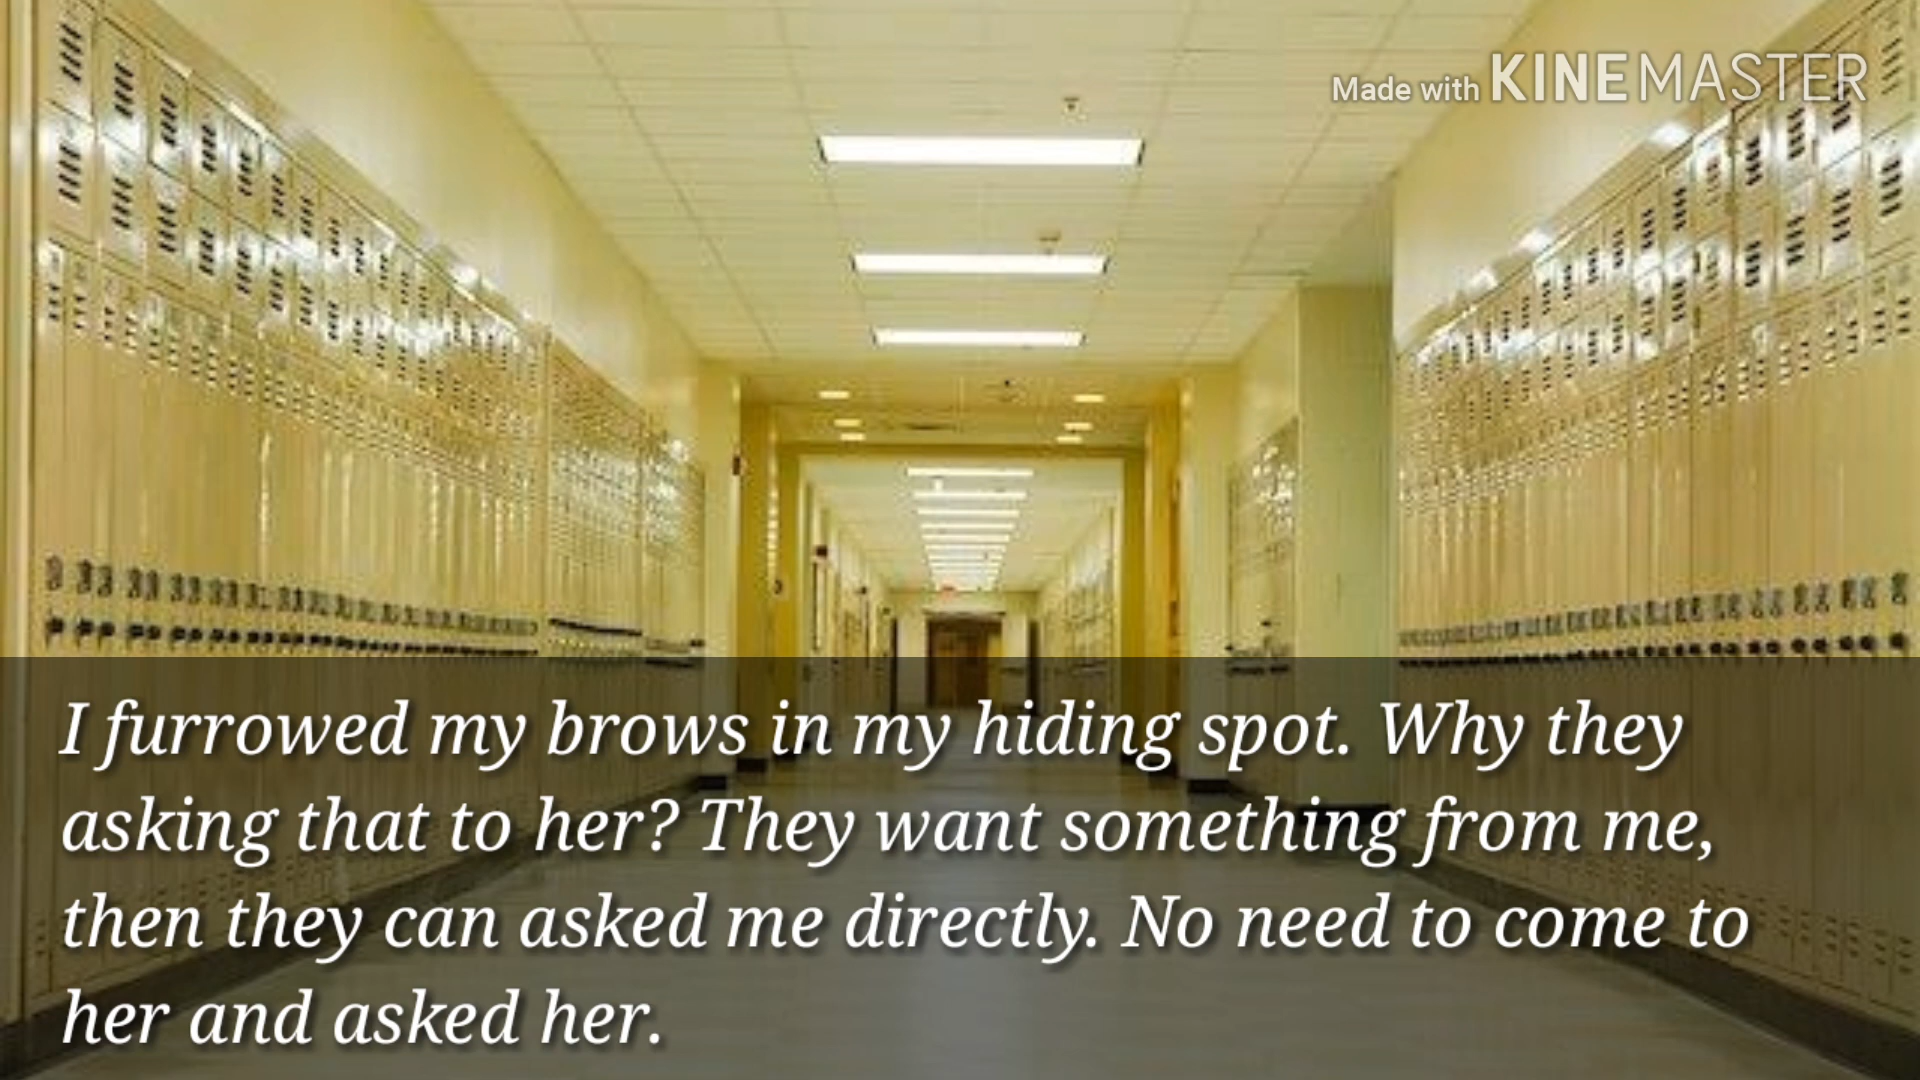 Made with KINEMASTER
I furrowed my brows in my hiding spot. Why they
asking that to her? They want something from me,
then they can asked me directly. No need to come to
her and asked her.